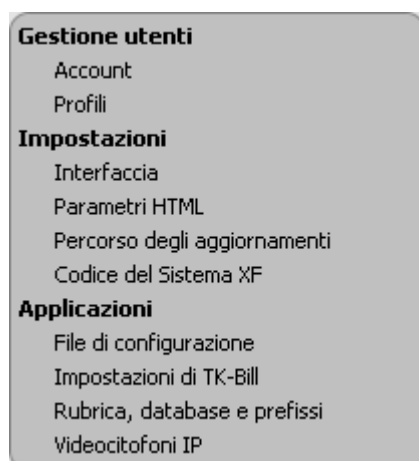 Gestione utenti
Account
Profili
Impostazioni
Interfaccia
Parametri HTML
Percorso degli aggiornamenti
Codice del Sistema XF
Applicazioni
File di configurazione
Impostazioni di TK-Bill
Rubrica, database e prefissi
Videocitofoni IP